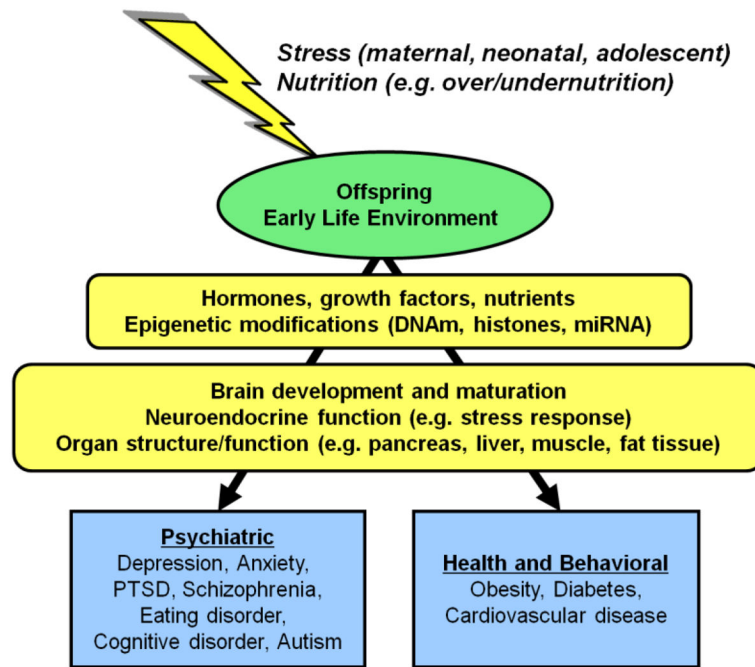 Stress (maternal, neonatal, adolescent)
Nutrition (e.g. over/undernutrition)
Offspring
Early Life Environment
Hormones, growth factors, nutrients
Epigenetic modifications (DNAm, histones, miRNA)
Brain development and maturation
Neuroendocrine function (e.g. stress response)
Organ structure/function (e.g. pancreas, liver, muscle, fat tissue)
Psychiatric
Depression, Anxiety,
PTSD, Schizophrenia,
Eating disorder,
Cognitive disorder, Autism
Health and Behavioral
Obesity, Diabetes,
Cardiovascular disease